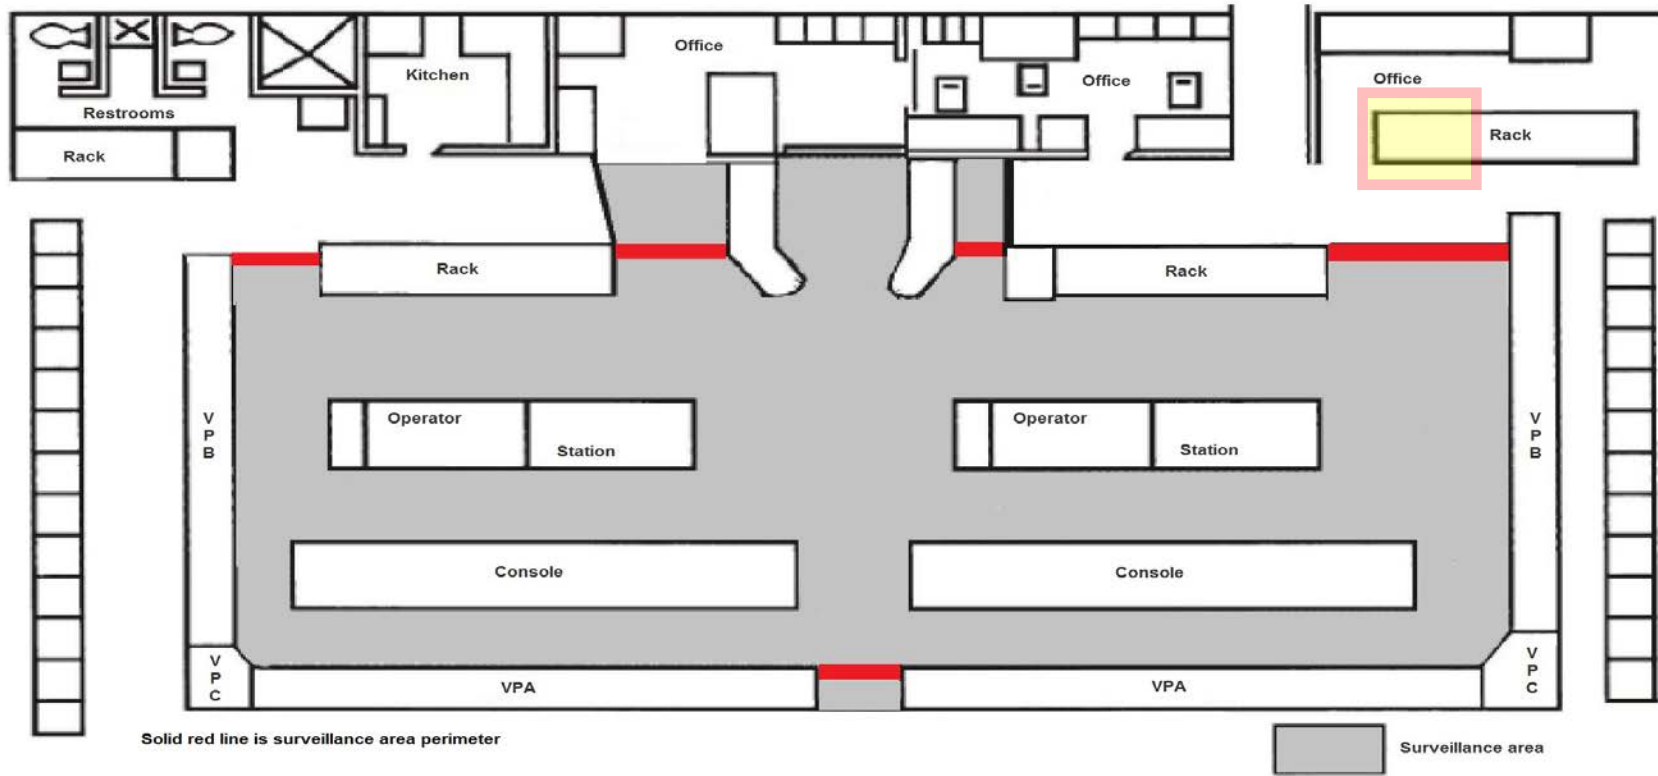 Office
Kitchen
Office
Office
Restrooms
Rack
Rack
Rack
Rack
V
P
B
Operator
Station
Operator
Station
V
P
B
Console
Console
V
P
C
VPA
VPA
V
P
C
Solid red line is surveillance area perimeter
Surveillance area